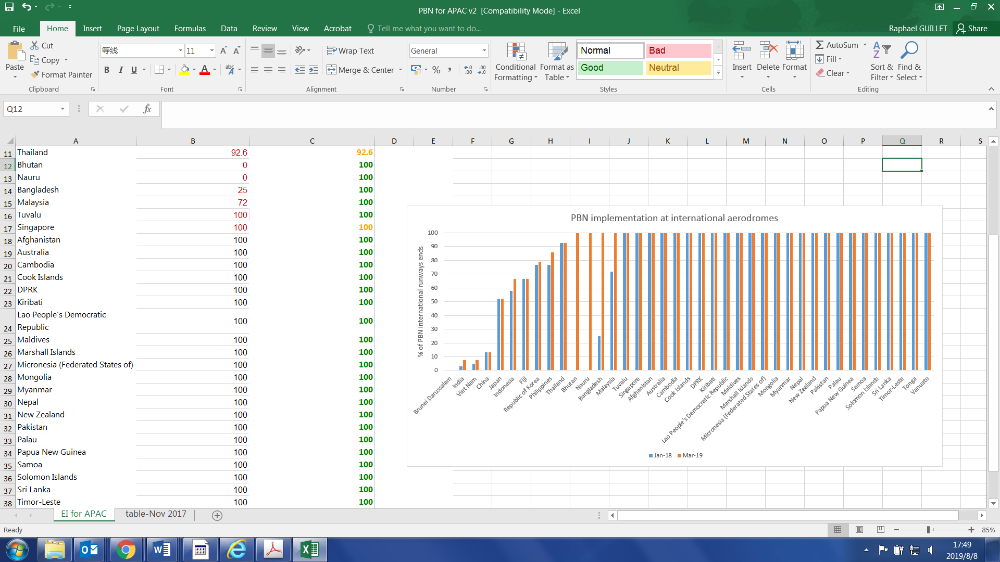 PBN for APAC v2  [Compatibility Mode] - Excel
File Home Insert Page Layout Formulas Data Review View Acrobat Tell me what you want to do... Raphael GUILLET Share
Paste
Cut
Copy
Format Painter
Clipboard
等线 11
B I U
abc
Font
Wrap Text
Merge & Center
Alignment
General
%
Number
Conditional Formatting
Format as Table
Normal Bad
Good Neutral
Styles
Insert Delete Format
Cells
AutoSum
Fill
Clear
Sort & Filter
Find & Select
Editing
Q12
fx
A B C D E F G H I J K L M N O P Q R S
11 Thailand 92.6 92.6
12 Bhutan 0 100
13 Nauru 0 100
14 Bangladesh 25 100
15 Malaysia 72 100
16 Tuvalu 100 100
17 Singapore 100 100
18 Afghanistan 100 100
19 Australia 100 100
20 Cambodia 100 100
21 Cook Islands 100 100
22 DPRK 100 100
23 Kiribati 100 100
Lao People's Democratic
24 Republic 100 100
25 Maldives 100 100
26 Marshall Islands 100 100
27 Micronesia (Federated States of) 100 100
28 Mongolia 100 100
29 Myanmar 100 100
30 Nepal 100 100
31 New Zealand 100 100
32 Pakistan 100 100
33 Palau 100 100
34 Papua New Guinea 100 100
35 Samoa 100 100
36 Solomon Islands 100 100
37 Sri Lanka 100 100
38 Timor-Leste 100 100
PBN implementation at international aerodromes
% of PBN international runways ends
100
90
80
70
60
50
40
30
20
10
0
Brunei Darussalam
India
Viet Nam
China
Japan
Indonesia
Fiji
Republic of Korea
Philippines
Thailand
Bhutan
Nauru
Bangladesh
Malaysia
Tuvalu
Singapore
Afghanistan
Australia
Cambodia
Cook Islands
DPRK
Kiribati
Lao People's Democratic Republic
Maldives
Marshall Islands
Micronesia (Federated States of)
Mongolia
Myanmar
Nepal
New Zealand
Pakistan
Palau
Papua New Guinea
Samoa
Solomon Islands
Sri Lanka
Timor-Leste
Tonga
Vanuatu
Jan-18 Mar-19
EI for APAC table-Nov 2017
Ready
85%
17:49
2019/8/8